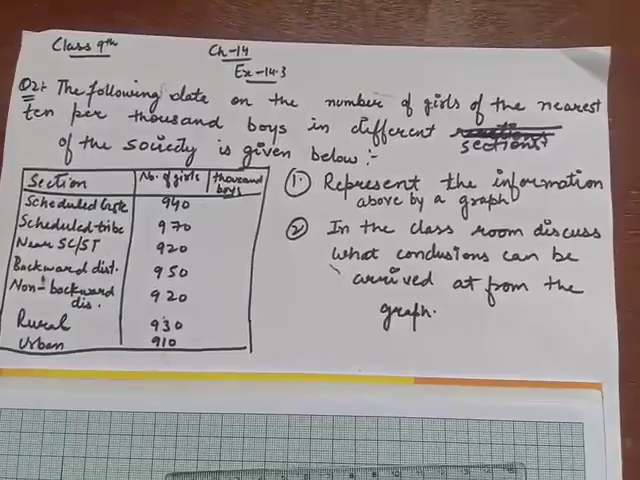 Class 9th
Ch-14
Ex-14.3
Q2: The following data on the number of girls of the nearest
ten per thousand boys in different sections
of the society is given below:-
Section No. of girls thousand boys
Scheduled Caste 940
Scheduled tribe 970
Non SC/ST 920
Backward dist. 950
Non-backward dis. 920
Rural 930
Urban 910
① Represent the information
above by a graph
② In the class room discuss
what conclusions can be
arrived at from the
graph.